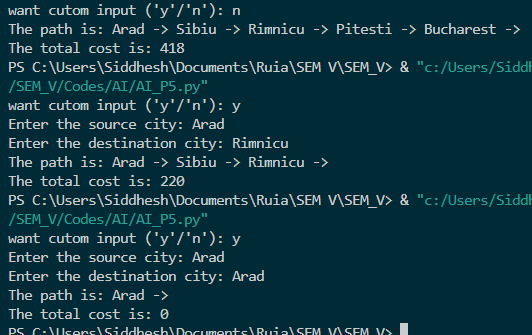 want cutom input ('y'/'n'): n
The path is: Arad -> Sibiu -> Rimnicu -> Pitesti -> Bucharest ->
The total cost is: 418
PS C:\Users\Siddhesh\Documents\Ruia\SEM V\SEM_V> & "c:/Users/Siddh
/SEM_V/Codes/AI/AI_P5.py"
want cutom input ('y'/'n'): y
Enter the source city: Arad
Enter the destination city: Rimnicu
The path is: Arad -> Sibiu -> Rimnicu ->
The total cost is: 220
PS C:\Users\Siddhesh\Documents\Ruia\SEM V\SEM_V> & "c:/Users/Siddh
/SEM_V/Codes/AI/AI_P5.py"
want cutom input ('y'/'n'): y
Enter the source city: Arad
Enter the destination city: Arad
The path is: Arad ->
The total cost is: 0
PS C:\Users\Siddhesh\Documents\Ruia\SEM V\SEM_V>